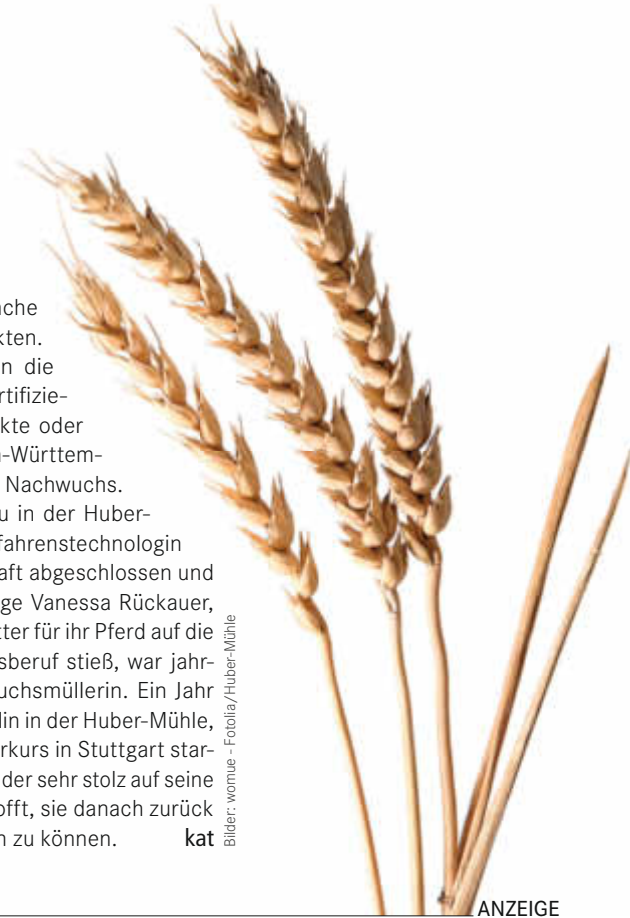 che
kten.
n die
rtifizie-
kte oder
-Württem-
Nachwuchs.
u in der Huber-
fahrenstechnologin
aft abgeschlossen und
ge Vanessa Rückauer,
tter für ihr Pferd auf die
sberuf stieß, war jahr-
uchsmüllerin. Ein Jahr
lin in der Huber-Mühle,
rkurs in Stuttgart star-
der sehr stolz auf seine
offt, sie danach zurück
n zu können. kat
Bilder: womue - Fotolia/Huber-Mühle
ANZEIGE